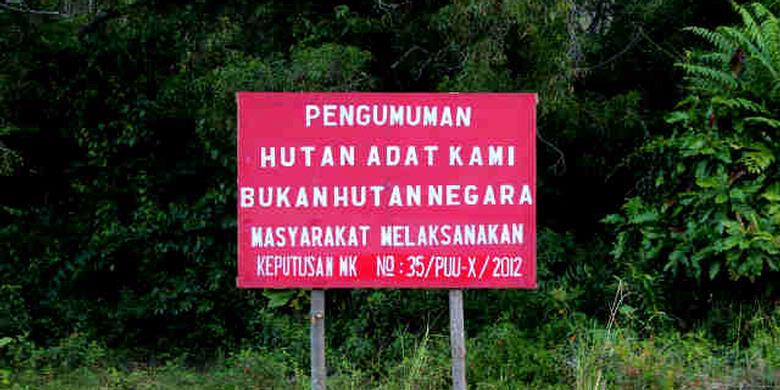 PENGUMUMAN
HUTAN ADAT KAMI
BUKAN HUTAN NEGARA
MASYARAKAT MELAKSANAKAN
KEPUTUSAN MK NO : 35/PUU-X/2012